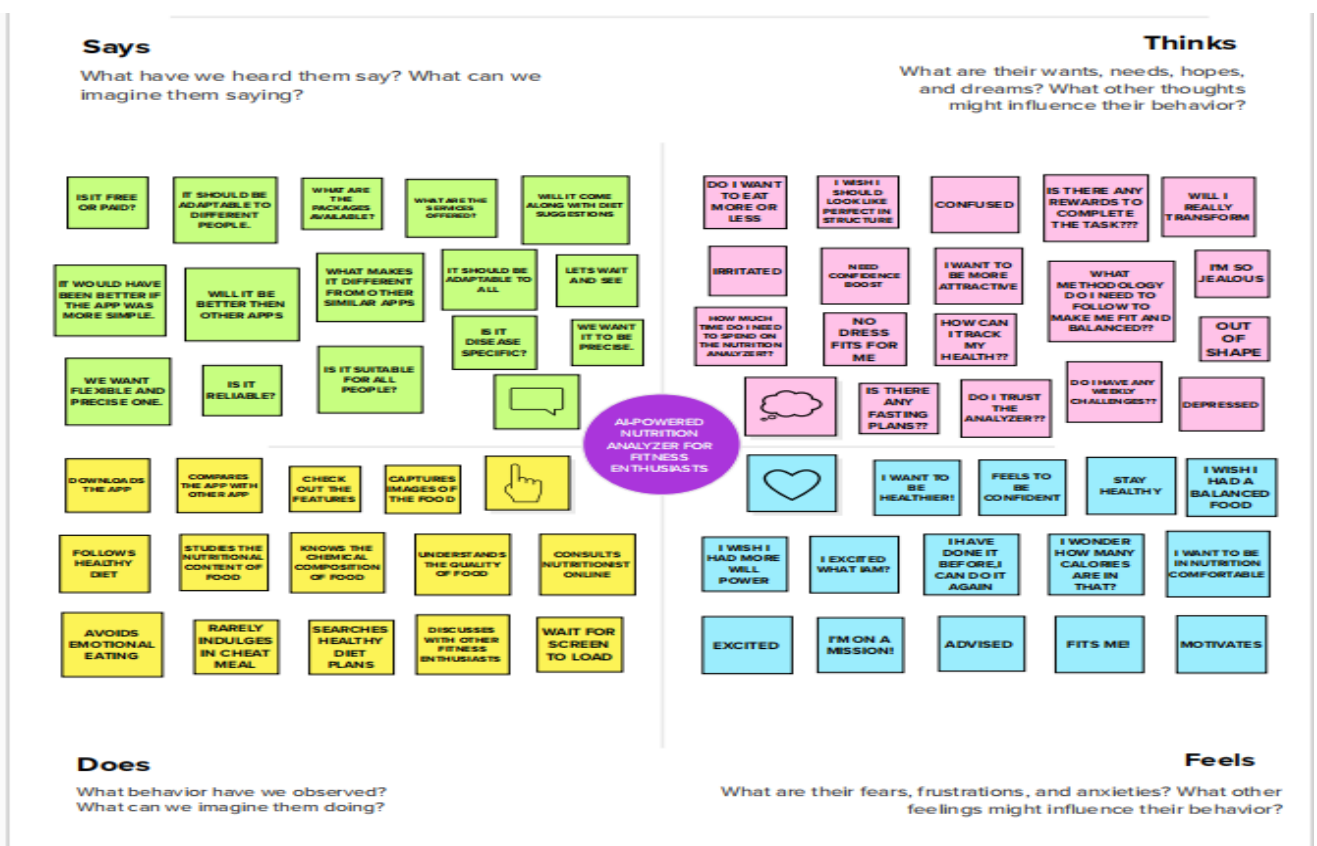 Says
What have we heard them say? What can we
imagine them saying?
Thinks
What are their wants, needs, hopes,
and dreams? What other thoughts
might influence their behavior?
IS IT FREE
OR PAID?
IT SHOULD BE
ADAPTABLE TO
DIFFERENT
PEOPLE.
WHAT ARE
THE
PACKAGES
AVAILABLE?
WHAT ARE THE
SERVICES
OFFERED?
WILL IT COME
ALONG WITH DIET
SUGGESTIONS
IT WOULD HAVE
BEEN BETTER IF
THE APP WAS
MORE SIMPLE.
WILL IT BE
BETTER THEN
OTHER APPS
WHAT MAKES
IT DIFFERENT
FROM OTHER
SIMILAR APPS
IT SHOULD BE
ADAPTABLE TO
ALL
LETS WAIT
AND SEE
IS IT
DISEASE
SPECIFIC?
WE WANT
IT TO BE
PRECISE.
WE WANT
FLEXIBLE AND
PRECISE ONE.
IS IT
RELIABLE?
IS IT SUITABLE
FOR ALL
PEOPLE?
DO I WANT
TO EAT
MORE OR
LESS
I WISH I
SHOULD
LOOK LIKE
PERFECT IN
STRUCTURE
CONFUSED
IS THERE ANY
REWARDS TO
COMPLETE
THE TASK???
WILL I
REALLY
TRANSFORM
IRRITATED
NEED
CONFIDENCE
BOOST
I WANT TO
BE MORE
ATTRACTIVE
WHAT
METHODOLOGY
DO I NEED TO
FOLLOW TO
MAKE ME FIT AND
BALANCED??
I'M SO
JEALOUS
HOW MUCH
TIME DO I NEED
TO SPEND ON
THE NUTRITION
ANALYZER??
NO
DRESS
FITS FOR
ME
HOW CAN
I TRACK
MY
HEALTH??
OUT
OF
SHAPE
IS THERE
ANY
FASTING
PLANS??
DO I TRUST
THE
ANALYZER??
DO I HAVE ANY
WEEKLY
CHALLENGES??
DEPRESSED
AI-POWERED
NUTRITION
ANALYZER FOR
FITNESS
ENTHUSIASTS
DOWNLOADS
THE APP
COMPARES
THE APP WITH
OTHER APP
CHECK
OUT THE
FEATURES
CAPTURES
IMAGES OF
THE FOOD
FOLLOWS
HEALTHY
DIET
STUDIES THE
NUTRITIONAL
CONTENT OF
FOOD
KNOWS THE
CHEMICAL
COMPOSITION
OF FOOD
UNDERSTANDS
THE QUALITY
OF FOOD
CONSULTS
NUTRITIONIST
ONLINE
AVOIDS
EMOTIONAL
EATING
RARELY
INDULGES
IN CHEAT
MEAL
SEARCHES
HEALTHY
DIET
PLANS
DISCUSSES
WITH OTHER
FITNESS
ENTHUSIASTS
WAIT FOR
SCREEN
TO LOAD
I WANT TO
BE
HEALTHIER!
FEELS TO
BE
CONFIDENT
STAY
HEALTHY
I WISH I
HAD A
BALANCED
FOOD
I WISH I
HAD MORE
WILL
POWER
I EXCITED
WHAT IAM?
I HAVE
DONE IT
BEFORE,I
CAN DO IT
AGAIN
I WONDER
HOW MANY
CALORIES
ARE IN
THAT?
I WANT TO BE
IN NUTRITION
COMFORTABLE
EXCITED
I'M ON A
MISSION!
ADVISED
FITS ME!
MOTIVATES
Does
What behavior have we observed?
What can we imagine them doing?
Feels
What are their fears, frustrations, and anxieties? What other
feelings might influence their behavior?